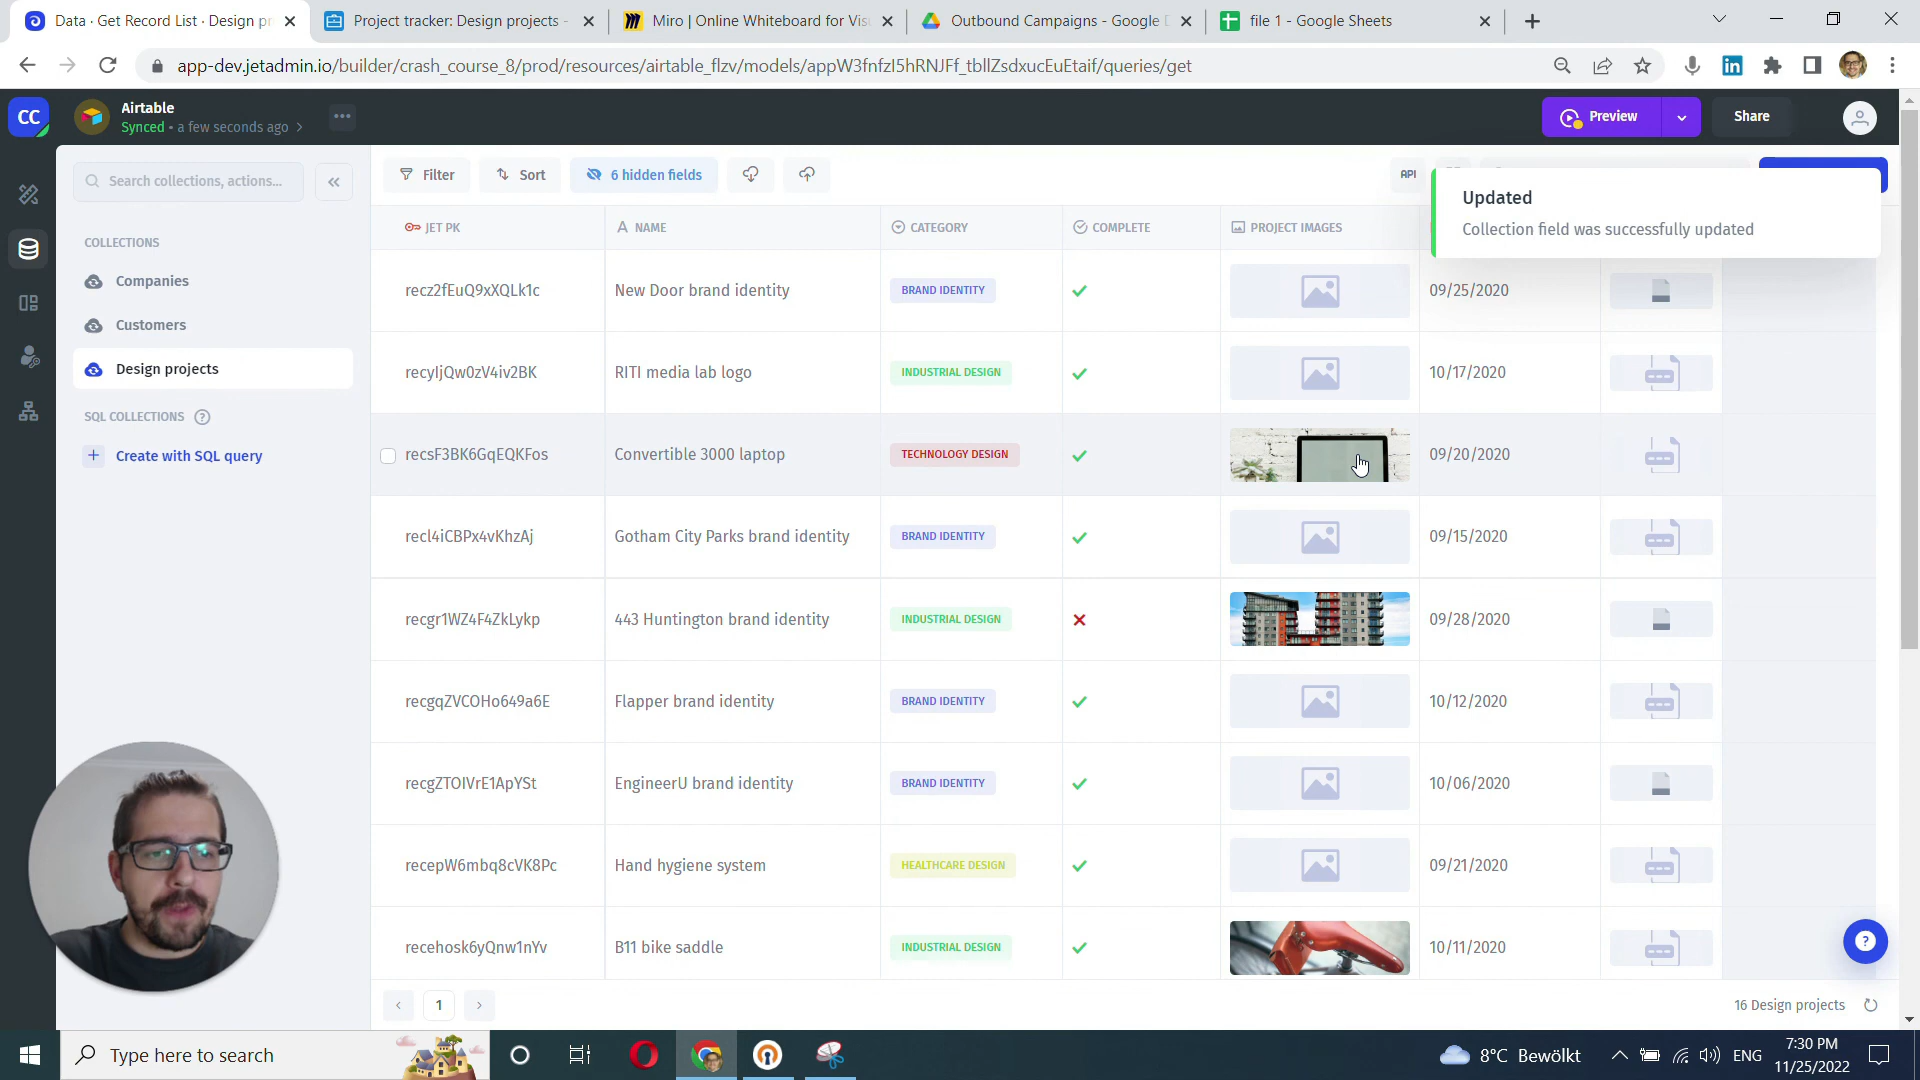 Data - Get Record List · Design pr
Project tracker: Design projects -
Miro | Online Whiteboard for Vis
Outbound Campaigns - Google D
file 1 - Google Sheets
app-dev.jetadmin.io/builder/crash_course_8/prod/resources/airtable_flzv/models/appW3fnfzI5hRNJFf_tbllZsdxucEuEtaif/queries/get
CC
Airtable
Synced • a few seconds ago >
Preview
Share
Search collections, actions...
Filter
Sort
6 hidden fields
API
Updated
Collection field was successfully updated
COLLECTIONS
Companies
Customers
Design projects
SQL COLLECTIONS ?
+ Create with SQL query
JET PK
NAME
CATEGORY
COMPLETE
PROJECT IMAGES
recz2fEuQ9xXQLk1c
New Door brand identity
BRAND IDENTITY
09/25/2020
recyljQw0zV4iv2BK
RITI media lab logo
INDUSTRIAL DESIGN
10/17/2020
recsF3BK6GqEQKFos
Convertible 3000 laptop
TECHNOLOGY DESIGN
09/20/2020
recl4iCBPx4vKhzAj
Gotham City Parks brand identity
BRAND IDENTITY
09/15/2020
recgr1WZ4F4ZkLykp
443 Huntington brand identity
INDUSTRIAL DESIGN
09/28/2020
recgqZVCOHo649a6E
Flapper brand identity
BRAND IDENTITY
10/12/2020
recgZTOIVrE1ApYSt
EngineerU brand identity
BRAND IDENTITY
10/06/2020
recepW6mbq8cVK8Pc
Hand hygiene system
HEALTHCARE DESIGN
09/21/2020
recehosk6yQnw1nYv
B11 bike saddle
INDUSTRIAL DESIGN
10/11/2020
1
16 Design projects
?
Type here to search
8°C Bewölkt
ENG
7:30 PM
11/25/2022